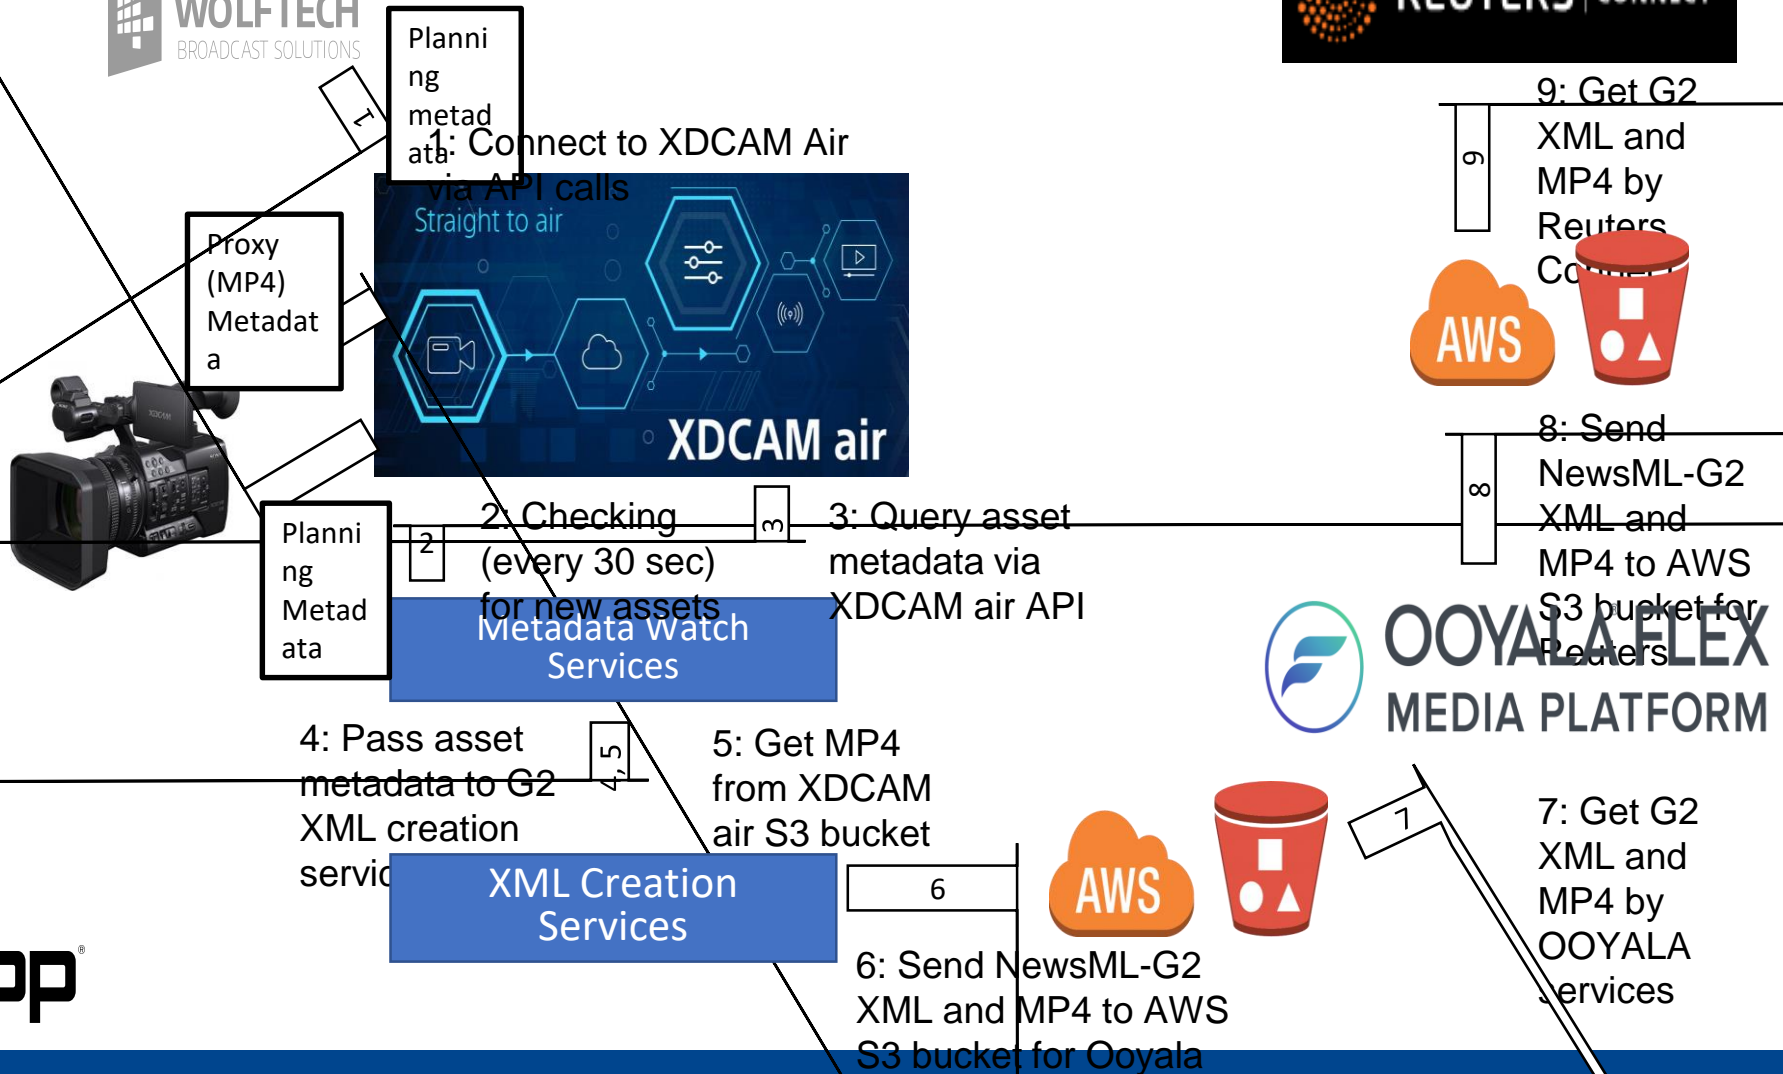 WOLFTECH
BROADCAST SOLUTIONS
REUTERS | CONNECT
Planni
ng
metad
ata
1
1: Connect to XDCAM Air
via API calls
Straight to air
XDCAM air
Proxy
(MP4)
Metadat
a
XDCAM
Planni
ng
Metad
ata
2
2: Checking
(every 30 sec)
for new assets
3
3: Query asset
metadata via
XDCAM air API
Metadata Watch
Services
4: Pass asset
metadata to G2
XML creation
servic
4, 5
5: Get MP4
from XDCAM
air S3 bucket
XML Creation
Services
6
6: Send NewsML-G2
XML and MP4 to AWS
S3 bucket for Ooyala
AWS
7
7: Get G2
XML and
MP4 by
OOYALA
services
OOYALA FLEX
MEDIA PLATFORM
8
8: Send
NewsML-G2
XML and
MP4 to AWS
S3 bucket for
Reuters
AWS
9
9: Get G2
XML and
MP4 by
Reuters
Connect
pp®